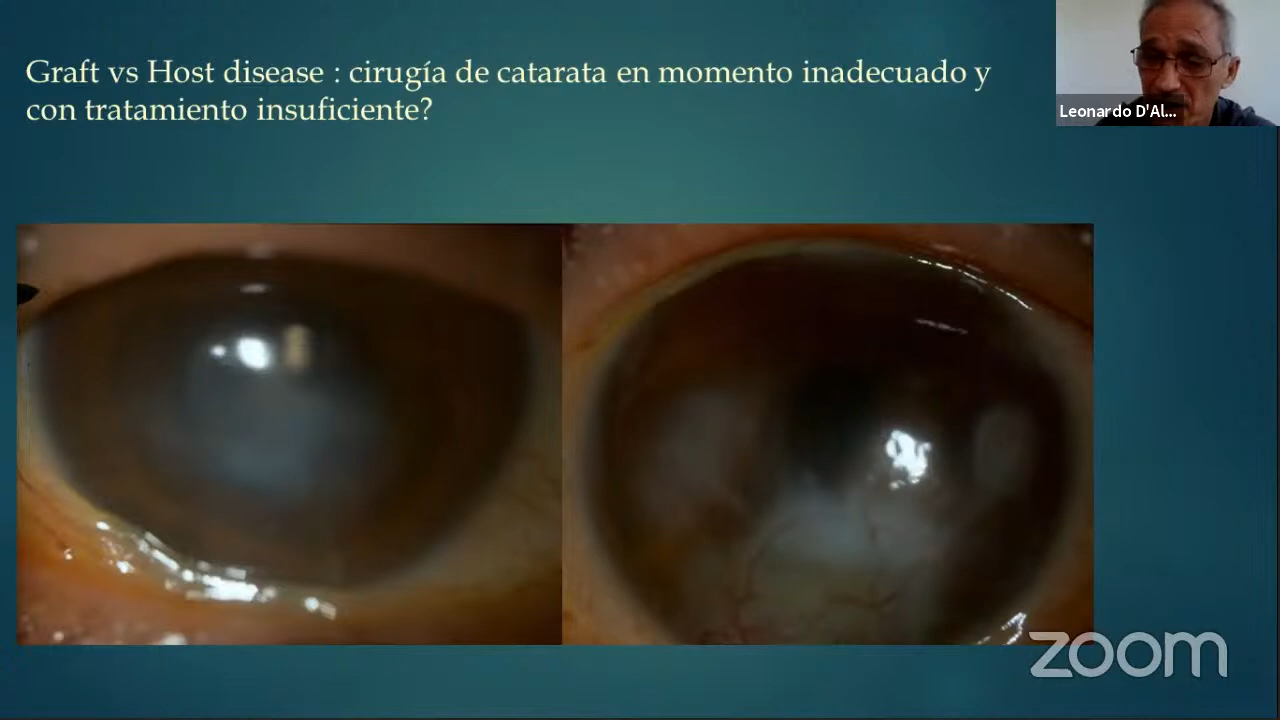 Graft vs Host disease : cirugía de catarata en momento inadecuado y
con tratamiento insuficiente?
Leonardo D'Al...
zoom